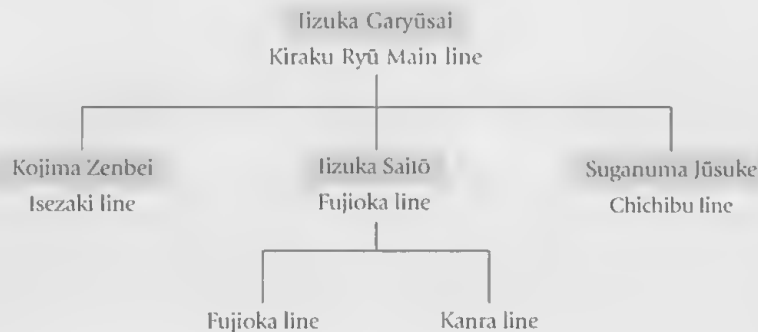 Iizuka Garyūsai
Kiraku Ryū Main line
Kojima Zenbei
Isezaki line
Iizuka Saitō
Fujioka line
Suganuma Jūsuke
Chichibu line
Fujioka line
Kanra line